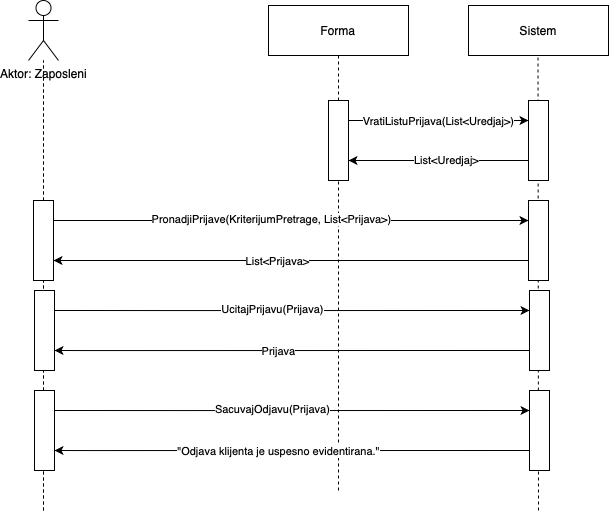 Forma
Sistem
Aktor: Zaposleni
VratiListuPrijava(List<Uredjaj>)
List<Uredjaj>
PronadjiPrijave(KriterijumPretrage, List<Prijava>)
List<Prijava>
UcitajPrijavu(Prijava)
Prijava
SacuvajOdjavu(Prijava)
"Odjava klijenta je uspesno evidentirana."